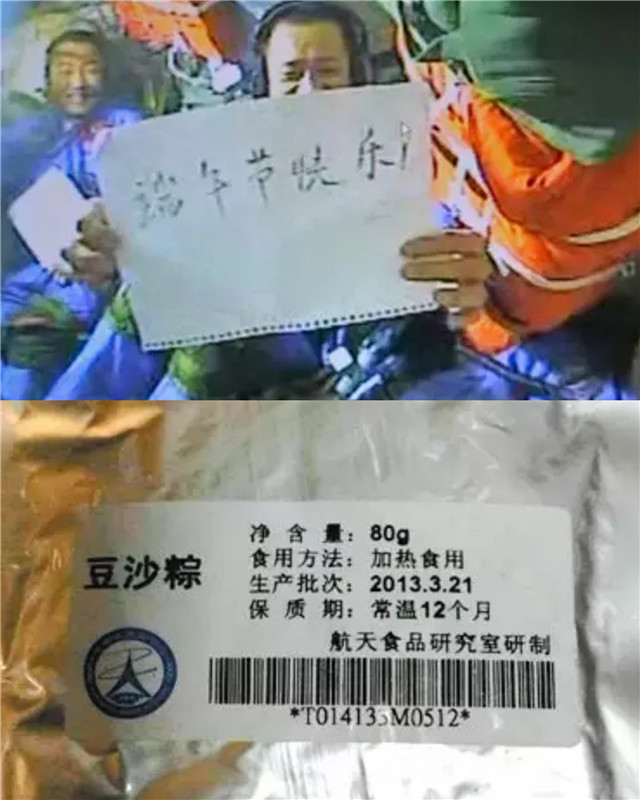 端午节快乐!
豆沙粽
净含量：80g
食用方法：加热食用
生产批次：2013.3.21
保质期：常温12个月
航天食品研究室研制
*T014133M0512*